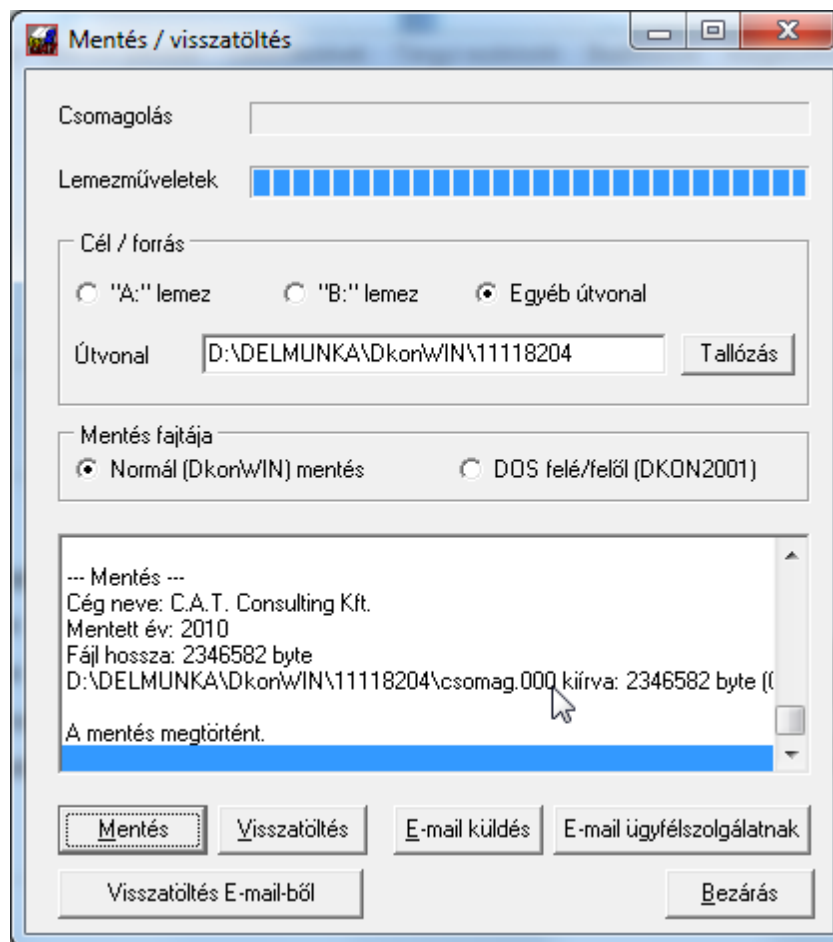 Mentés / visszatöltés
Csomagolás
Lemezműveletek
Cél / forrás
"A:" lemez "B:" lemez Egyéb útvonal
Útvonal D:\DELMUNKA\DkonWIN\11118204 Tallózás
Mentés fajtája
Normál (DkonWIN) mentés DOS felé/felől (DKON2001)
--- Mentés ---
Cég neve: C.A.T. Consulting Kft.
Mentett év: 2010
Fájl hossza: 2346582 byte
D:\DELMUNKA\DkonWIN\11118204\csomag.000 kiírva: 2346582 byte
A mentés megtörtént.
Mentés Visszatöltés E-mail küldés E-mail ügyfélszolgálatnak
Visszatöltés E-mail-ből Bezárás